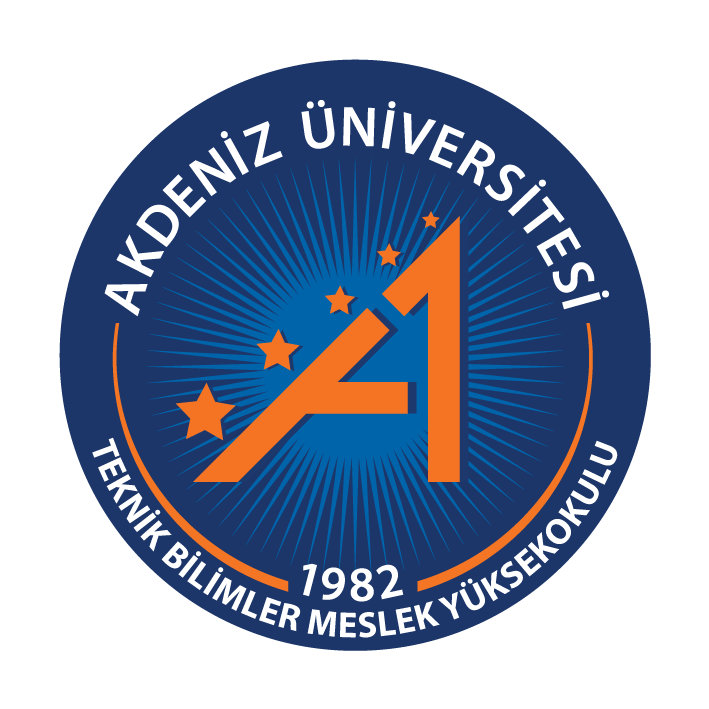 AKDENİZ ÜNİVERSİTESİ
1982
TEKNİK BİLİMLER MESLEK YÜKSEKOKULU